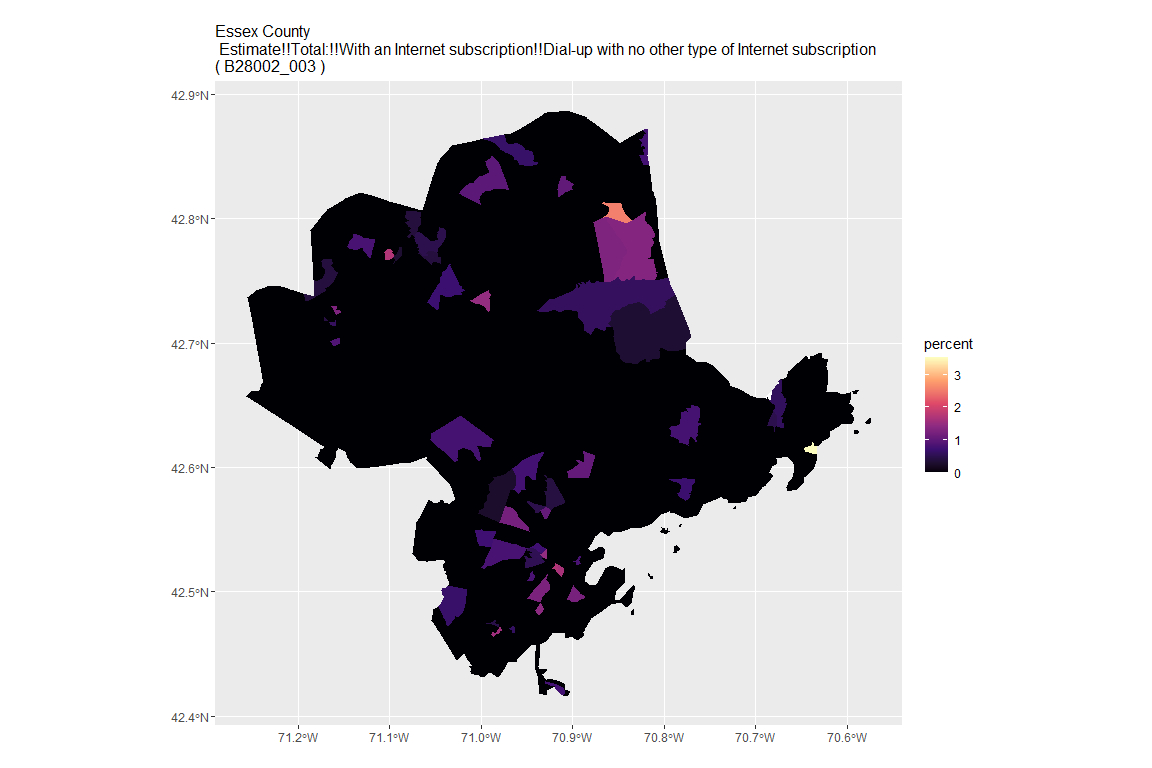 Essex County
Estimate!!Total:!!With an Internet subscription!!Dial-up with no other type of Internet subscription
( B28002_003 )
42.9°N
42.8°N
42.7°N
42.6°N
42.5°N
42.4°N
71.2°W 71.1°W 71.0°W 70.9°W 70.8°W 70.7°W 70.6°W
percent
3
2
1
0